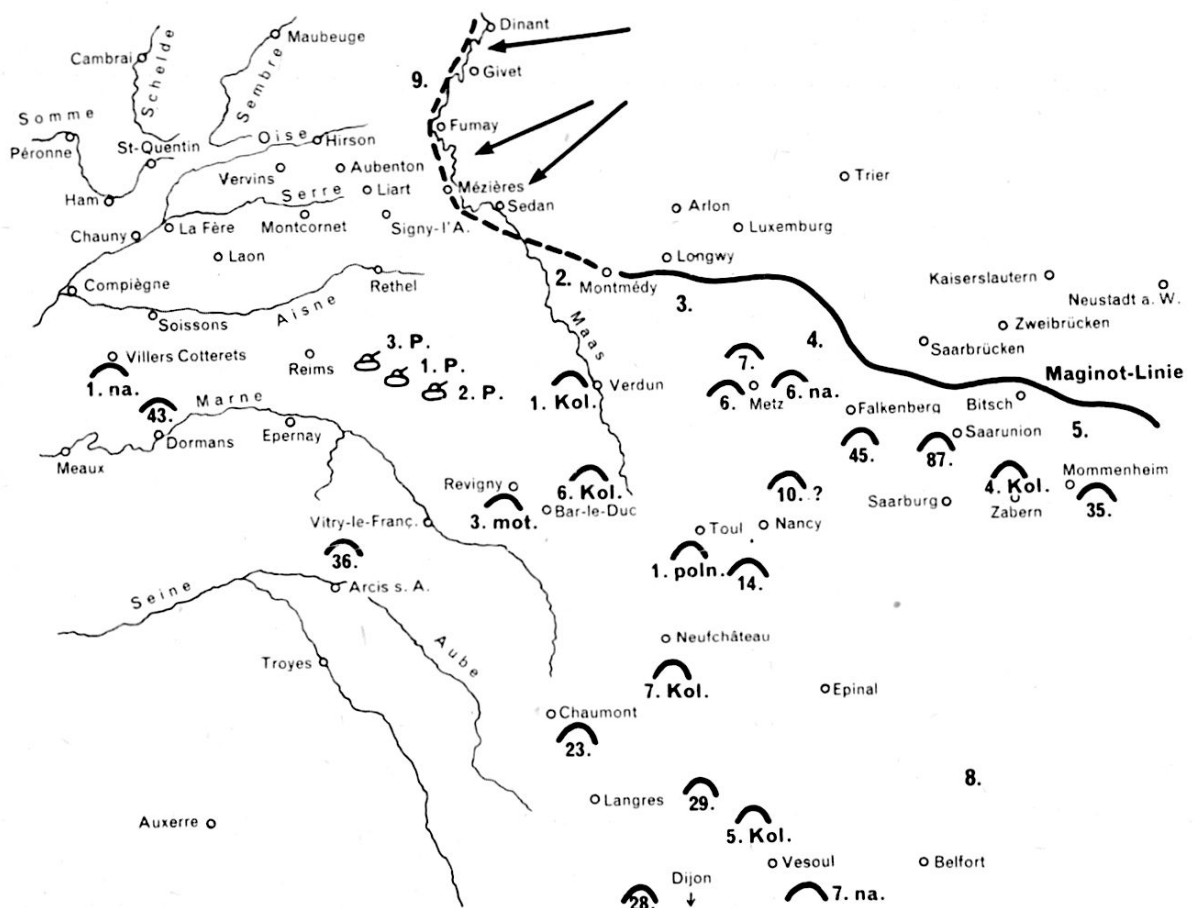 Dinant
Maubeuge
Cambrai
Schelde
Sembre
Givet
9.
Somme
Péronne
St-Quentin
Oise
Hirson
Fumay
Vervins
Aubenton
Trier
Ham
Serre
Liart
Mézières
Sedan
Arlon
Chauny
La Fère
Montcornet
Signy-l'A.
Luxemburg
Laon
Longwy
Compiègne
Rethel
2.
Montmédy
3.
Kaiserslautern
Neustadt a. W.
Aisne
Soissons
Maas
Zweibrücken
4.
Saarbrücken
Villers Cotterets
Reims
3. P.
1. P.
2. P.
7.
Maginot-Linie
1. na.
Verdun
1. Kol.
6.
Metz
6. na.
Bitsch
43.
Marne
Falkenberg
5.
Dormans
Epernay
Saarunion
Meaux
45.
87.
Mommenheim
Revigny
6. Kol.
10. ?
4. Kol.
Saarburg
Zabern
35.
3. mot.
Bar-le-Duc
Vitry-le-Franç.
Toul
Nancy
36.
1. poln.
14.
Arcis s. A.
Seine
Aube
Neufchâteau
Troyes
7. Kol.
Epinal
Chaumont
23.
8.
Langres
29.
Auxerre
5. Kol.
Vesoul
Belfort
Dijon
28.
7. na.